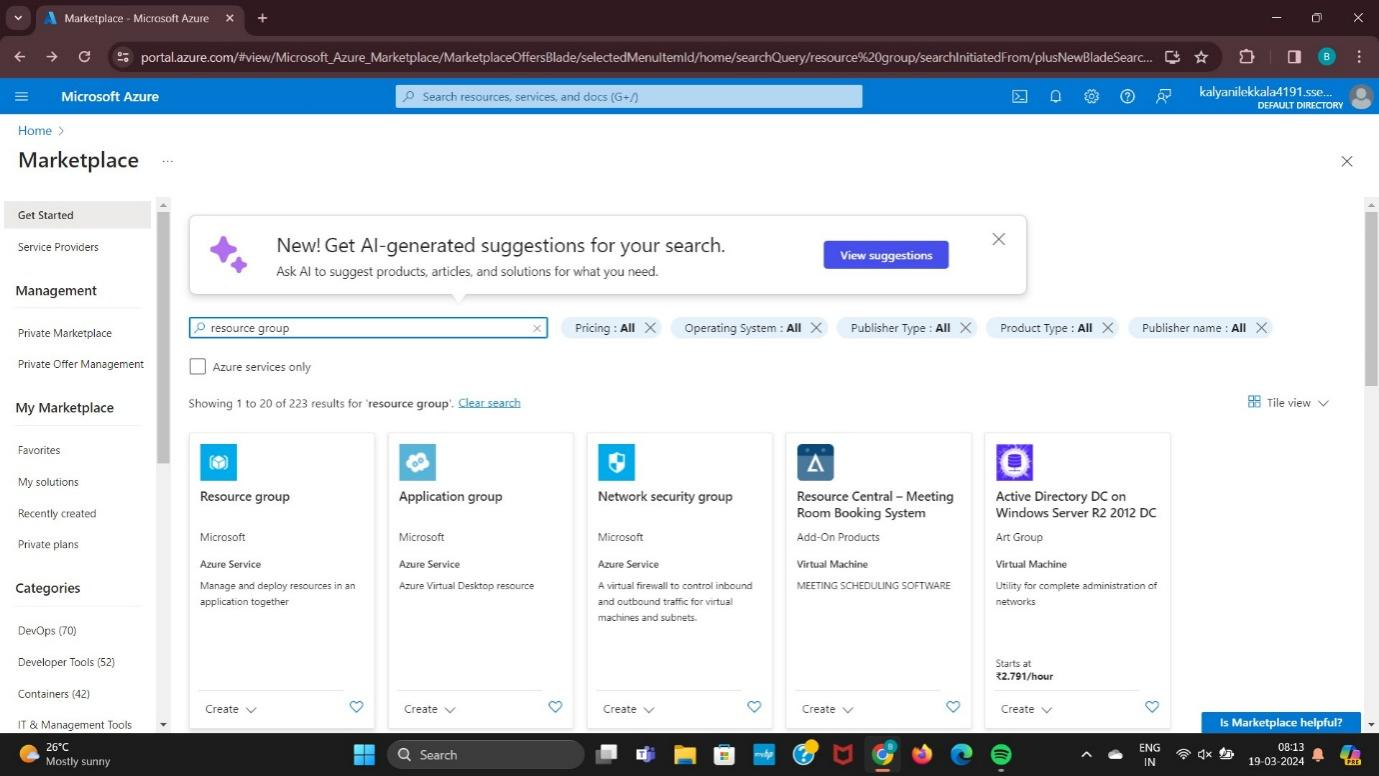 Marketplace - Microsoft Azure
portal.azure.com/#view/Microsoft_Azure_Marketplace/MarketplaceOffersBlade/selectedMenuItemId/home/searchQuery/resource%20group/searchInitiatedFrom/plusNewBladeSearc...
B
Microsoft Azure
Search resources, services, and docs (G+/)
kalyanilekkala4191.sse...
DEFAULT DIRECTORY
Home
Marketplace
...
Get Started
Service Providers
Management
Private Marketplace
Private Offer Management
My Marketplace
Favorites
My solutions
Recently created
Private plans
Categories
DevOps (70)
Developer Tools (52)
Containers (42)
IT & Management Tools
New! Get AI-generated suggestions for your search.
Ask AI to suggest products, articles, and solutions for what you need.
View suggestions
resource group
Pricing : All
Operating System : All
Publisher Type : All
Product Type : All
Publisher name : All
Azure services only
Showing 1 to 20 of 223 results for 'resource group'. Clear search
Tile view
Resource group
Microsoft
Azure Service
Manage and deploy resources in an
application together
Create
Application group
Microsoft
Azure Service
Azure Virtual Desktop resource
Create
Network security group
Microsoft
Azure Service
A virtual firewall to control inbound
and outbound traffic for virtual
machines and subnets.
Create
Resource Central – Meeting
Room Booking System
Add-On Products
Virtual Machine
MEETING SCHEDULING SOFTWARE
Create
Active Directory DC on
Windows Server R2 2012 DC
Art Group
Virtual Machine
Utility for complete administration of
networks
Starts at
₹2.791/hour
Create
Is Marketplace helpful?
26°C
Mostly sunny
Search
ENG
IN
08:13
19-03-2024